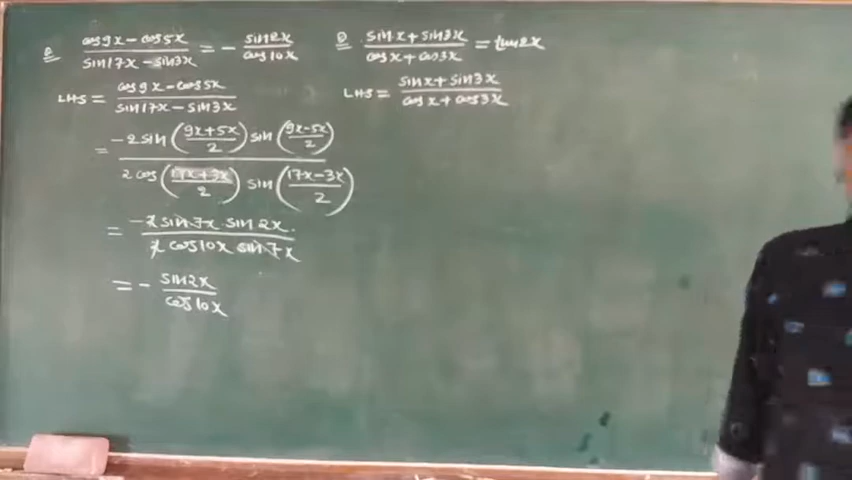 Q. (cos9x - cos5x)/(sin17x - sin3x) = - sin2x/cos10x
LHS = (cos9x - cos5x)/(sin17x - sin3x)
= (-2 sin((9x+5x)/2) sin((9x-5x)/2))/(2 cos((17x+3x)/2) sin((17x-3x)/2))
= (-2 sin7x sin2x.)/(2 cos10x sin7x)
= - sin2x/cos10x
Q (sinx + sin3x)/(cosx + cos3x) = tan2x
LHS = (sinx + sin3x)/(cosx + cos3x)